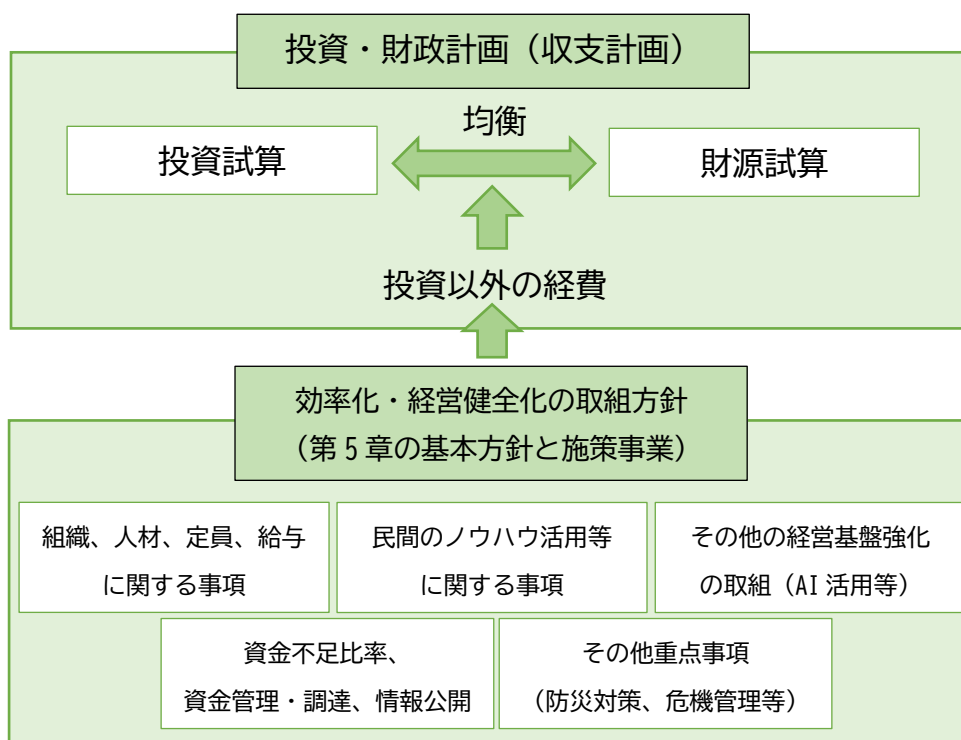 投資・財政計画（収支計画）
均衡
投資試算
財源試算
投資以外の経費
効率化・経営健全化の取組方針
（第5章の基本方針と施策事業）
組織、人材、定員、給与
に関する事項
民間のノウハウ活用等
に関する事項
その他の経営基盤強化
の取組（AI活用等）
資金不足比率、
資金管理・調達、情報公開
その他重点事項
（防災対策、危機管理等）